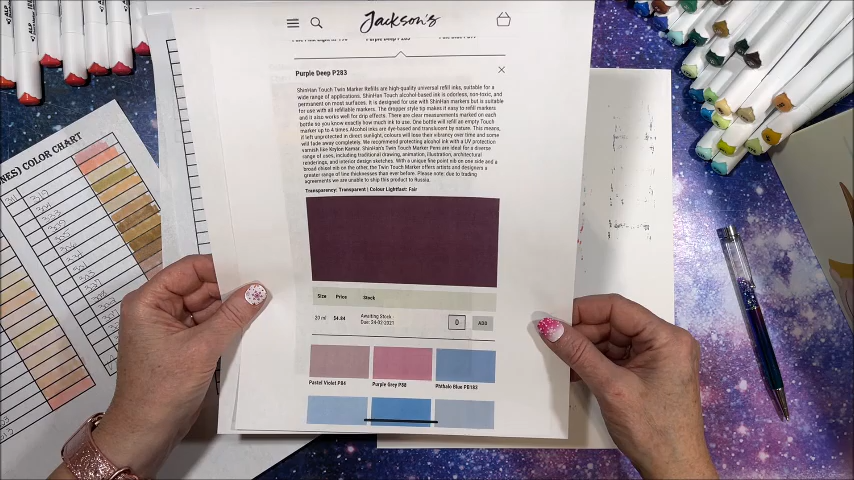 Jackson's
Purple Deep P283
ShinHan Touch Twin Marker Refills are high-quality universal refill inks, suitable for a
wide range of applications. ShinHan Touch alcohol-based ink is odorless, non-toxic, and
permanent on most surfaces. It is designed for use with ShinHan markers but is suitable
for use with all refillable markers. The dropper style tip makes it easy to refill markers
and it also works well for drip effects. There are clear measurements marked on each
bottle so you know exactly how much ink to use. One bottle will refill an empty Touch
marker up to 4 times. Alcohol inks are dye-based and translucent by nature. This means,
if left unprotected in direct sunlight, colours will lose their vibrancy over time and some
will fade away completely. We recommend protecting alcohol ink with a UV protection
varnish like Krylon Kamar. ShinHan's Touch Marker Pens are ideal for a diverse
range of uses, including traditional drawing, animation, illustration, architectural
renderings, and interior design sketches. With a unique fine point nib on one side and a
broad chisel nib on the other, the Twin Marker offers artists and designers a
greater range of line thicknesses than ever before. Please note: due to trading
agreements we are unable to ship this product to Russia.
Transparency: Transparent | Colour Lightfast: Fair
Size Price Stock
20 ml $4.84 Awaiting Stock -
Due: 24-02-2021
0 ADD
Pastel Violet P84 Purple Grey P88 Phthalo Blue PB183
NES) COLOR CHART